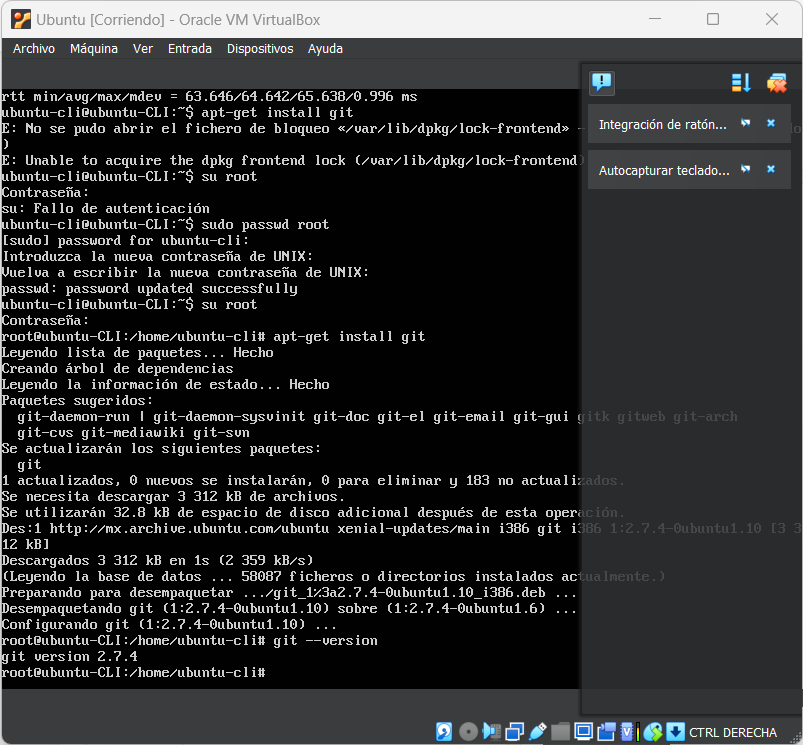 Ubuntu [Corriendo] - Oracle VM VirtualBox
Archivo Máquina Ver Entrada Dispositivos Ayuda
rtt min/avg/max/mdev = 63.646/64.642/65.638/0.996 ms
ubuntu-cli@ubuntu-CLI:~$ apt-get install git
E: No se pudo abrir el fichero de bloqueo «/var/lib/dpkg/lock-frontend» -
)
E: Unable to acquire the dpkg frontend lock (/var/lib/dpkg/lock-frontend)
ubuntu-cli@ubuntu-CLI:~$ su root
Contraseña:
su: Fallo de autenticación
ubuntu-cli@ubuntu-CLI:~$ sudo passwd root
[sudo] password for ubuntu-cli:
Introduzca la nueva contraseña de UNIX:
Vuelva a escribir la nueva contraseña de UNIX:
passwd: password updated successfully
ubuntu-cli@ubuntu-CLI:~$ su root
Contraseña:
root@ubuntu-CLI:/home/ubuntu-cli# apt-get install git
Leyendo lista de paquetes... Hecho
Creando árbol de dependencias
Leyendo la información de estado... Hecho
Paquetes sugeridos:
git-daemon-run | git-daemon-sysvinit git-doc git-el git-email git-gui gitk gitweb git-arch
git-cvs git-mediawiki git-svn
Se actualizarán los siguientes paquetes:
git
1 actualizados, 0 nuevos se instalarán, 0 para eliminar y 183 no actualizados.
Se necesita descargar 3 312 kB de archivos.
Se utilizarán 32.8 kB de espacio de disco adicional después de esta operación.
Des:1 http://mx.archive.ubuntu.com/ubuntu xenial-updates/main i386 git i386 1:2.7.4-0ubuntu1.10 [3 3
12 kB]
Descargados 3 312 kB en 1s (2 359 kB/s)
(Leyendo la base de datos ... 58087 ficheros o directorios instalados actualmente.)
Preparando para desempaquetar .../git_1%3a2.7.4-0ubuntu1.10_i386.deb ...
Desempaquetando git (1:2.7.4-0ubuntu1.10) sobre (1:2.7.4-0ubuntu1.6) ...
Configurando git (1:2.7.4-0ubuntu1.10) ...
root@ubuntu-CLI:/home/ubuntu-cli# git --version
git version 2.7.4
root@ubuntu-CLI:/home/ubuntu-cli#
Integración de ratón...
Autocapturar teclado...
CTRL DERECHA